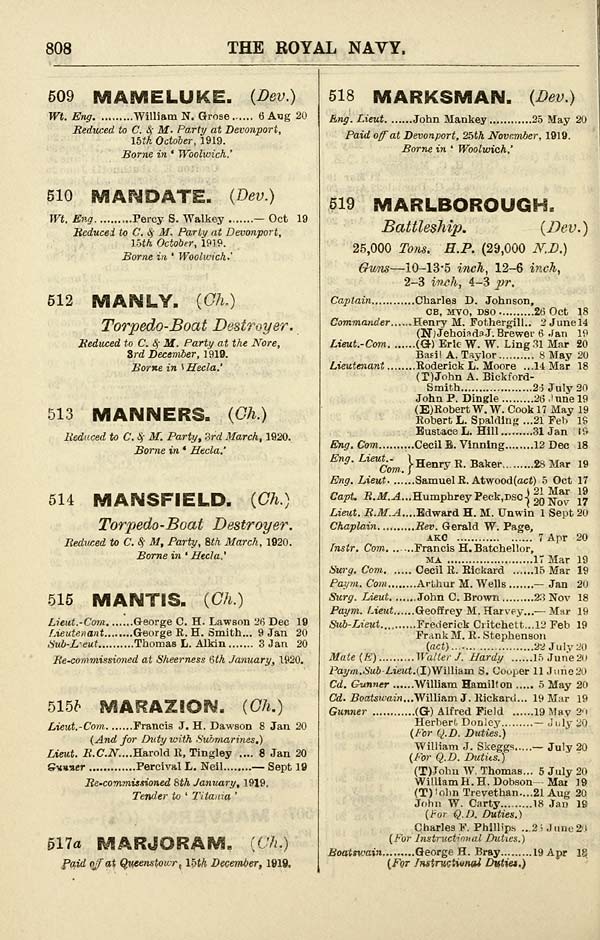 808
THE ROYAL NAVY.
509 MAMELUKE. (Dev.)
Wt. Eng. .........William N. Grose...... 6 Aug 20
Reduced to C. & M. Party at Devonport,
15th October, 1919.
Borne in ‘ Woolwich.’
510 MANDATE. (Dev.)
Wt. Eng. .........Percy S. Walkey .......— Oct 19
Reduced to C. & M. Party at Devonport,
15th October, 1919.
Borne in ‘ Woolwich.’
512 MANLY. (Ch.)
Torpedo-Boat Destroyer.
Reduced to C. & M. Party at the Nore,
3rd December, 1919.
Borne in ‘ Hecla.’
513 MANNERS. (Ch.)
Reduced to C. & M. Party, 3rd March, 1920.
Borne in ‘ Hecla.’
514 MANSFIELD. (Ch.)
Torpedo-Boat Destroyer.
Reduced to C. & M, Party, 8th March, 1920.
Borne in ‘ Hecla.’
515 MANTIS. (Ch.)
Lieut.-Com. ......George C. H. Lawson 26 Dec 19
Lieutenant........George R. H. Smith... 9 Jan 20
Sub-Lieut..........Thomas L. Alkin ....... 3 Jan 20
Re-commissioned at Sheerness 6th January, 1920.
515b MARAZION. (Ch.)
Lieut.-Com. ......Francis J. H. Dawson 8 Jan 20
(And for Duty with Submarines.)
Lieut. R.C.N....Harold R, Tingley .... 8 Jan 20
Gunner .............Percival L. Neil........— Sept 19
Re-commissioned 8th January, 1919.
Tender to ‘ Titania ’
517a MARJORAM. (Ch.)
Paid off at Queenstown, 15th December, 1919.
518 MARKSMAN. (Dev.)
Eng. Lieut. ......John Mankey............25 May 20
Paid off at Devonport, 25th November, 1919.
Borne in ‘ Woolwich.’
519 MARLBOROUGH.
Battleship. (Dev.)
25,000 Tons. H.P. (29,000 N.D.)
Guns—10-13·5 inch, 12-6 inch,
2-3 inch, 4-3 pr.
Captain............Charles D. Johnson,
CB, MVO, DSO ..........26 Oct 18
Commander......Henry M. Fothergill.. 2 June14
(N)Jehoiada J. Brewer 6 Jan 19
Lieut.-Com. ......(G) Eric W. W. Ling 31 Mar 20
Basil A. Taylor......... 8 May 20
Lieutenant........Roderick L. Moore ...14 Mar 18
(T)John A. Bickford-
Smith..................25 July 20
John P. Dingle ........26 June 19
(E)Robert W. W. Cook 17 May 19
Robert L. Spalding ...21 Feb 18
Eustace L. Hill.........31 Jan 19
Eng. Com..........Cecil E. Vinning.......12 Dec 18
Eng. Lieut.-
Com. } Henry R. Baker........28 Mar 19
Eng. Lieut. ......Samuel R. Atwood(act) 5 Oct 17
Capt. R.M.A...Humphrey Peck, DSO { 21 Mar 19
20 Nov 17
Lieut. R.M.A....Edward H. M. Unwin 1 Sept 20
Chaplain..........Rev. Gerald W. Page,
AKC ..................... 7 Apr 20
Instr. Com. ......Francis H. Batchellor,
MA ......................17 Mar 19
Surg. Com. ..... Cecil R. Rickard ......15 Mar 19
Paym. Com........Arthur M. Wells .......— Jan 20
Surg. Lieut. ......John C. Brown .........23 Nov 18
Paym. Lieut......Geoffrey M. Harvey...— Mar 19
Sub-Lieut..........Frederick Critchett...12 Feb 19
Frank M. R. Stephenson
(act).....................22 July 20
Mate (E)..........Walter J. Hardy ......15 June 20
Paym. Sub-Lieut.(I)William S. Cooper 11 June 20
Cd. Gunner .....William Hamilton ..... 5 May 20
Cd. Boatswain...William J. Rickard... 19 Mar 19
Gunner ............(G) Alfred Field ......19 May 20
Herbert Donley.........— July 20
(For Q.D. Duties.)
William J. Skeggs.....— July 20
(For Q.D. Duties.)
(T)John W. Thomas... 5 July 20
William H. H. Dobson— Mar 19
(T)John Trevethan...21 Aug 20
John W. Carty.........18 Jan 19
(For Q.D. Duties.)
Charles F. Phillips ... June 20
(For Instructional Duties.)
Boatswain.........George H. Bray.........19 Apr 18
(For Instructional Duties.)